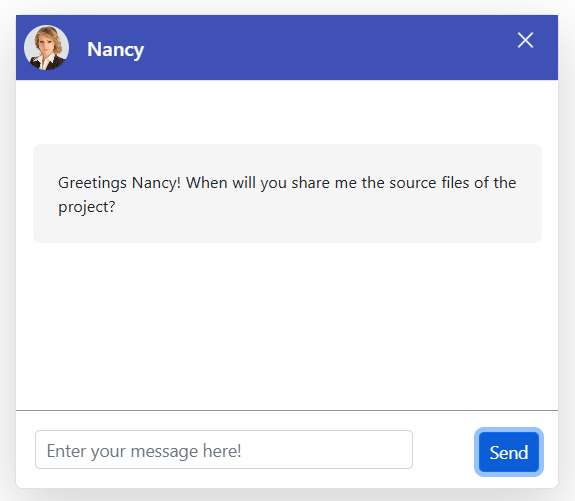 Nancy
Greetings Nancy! When will you share me the source files of the
project?
Enter your message here!
Send